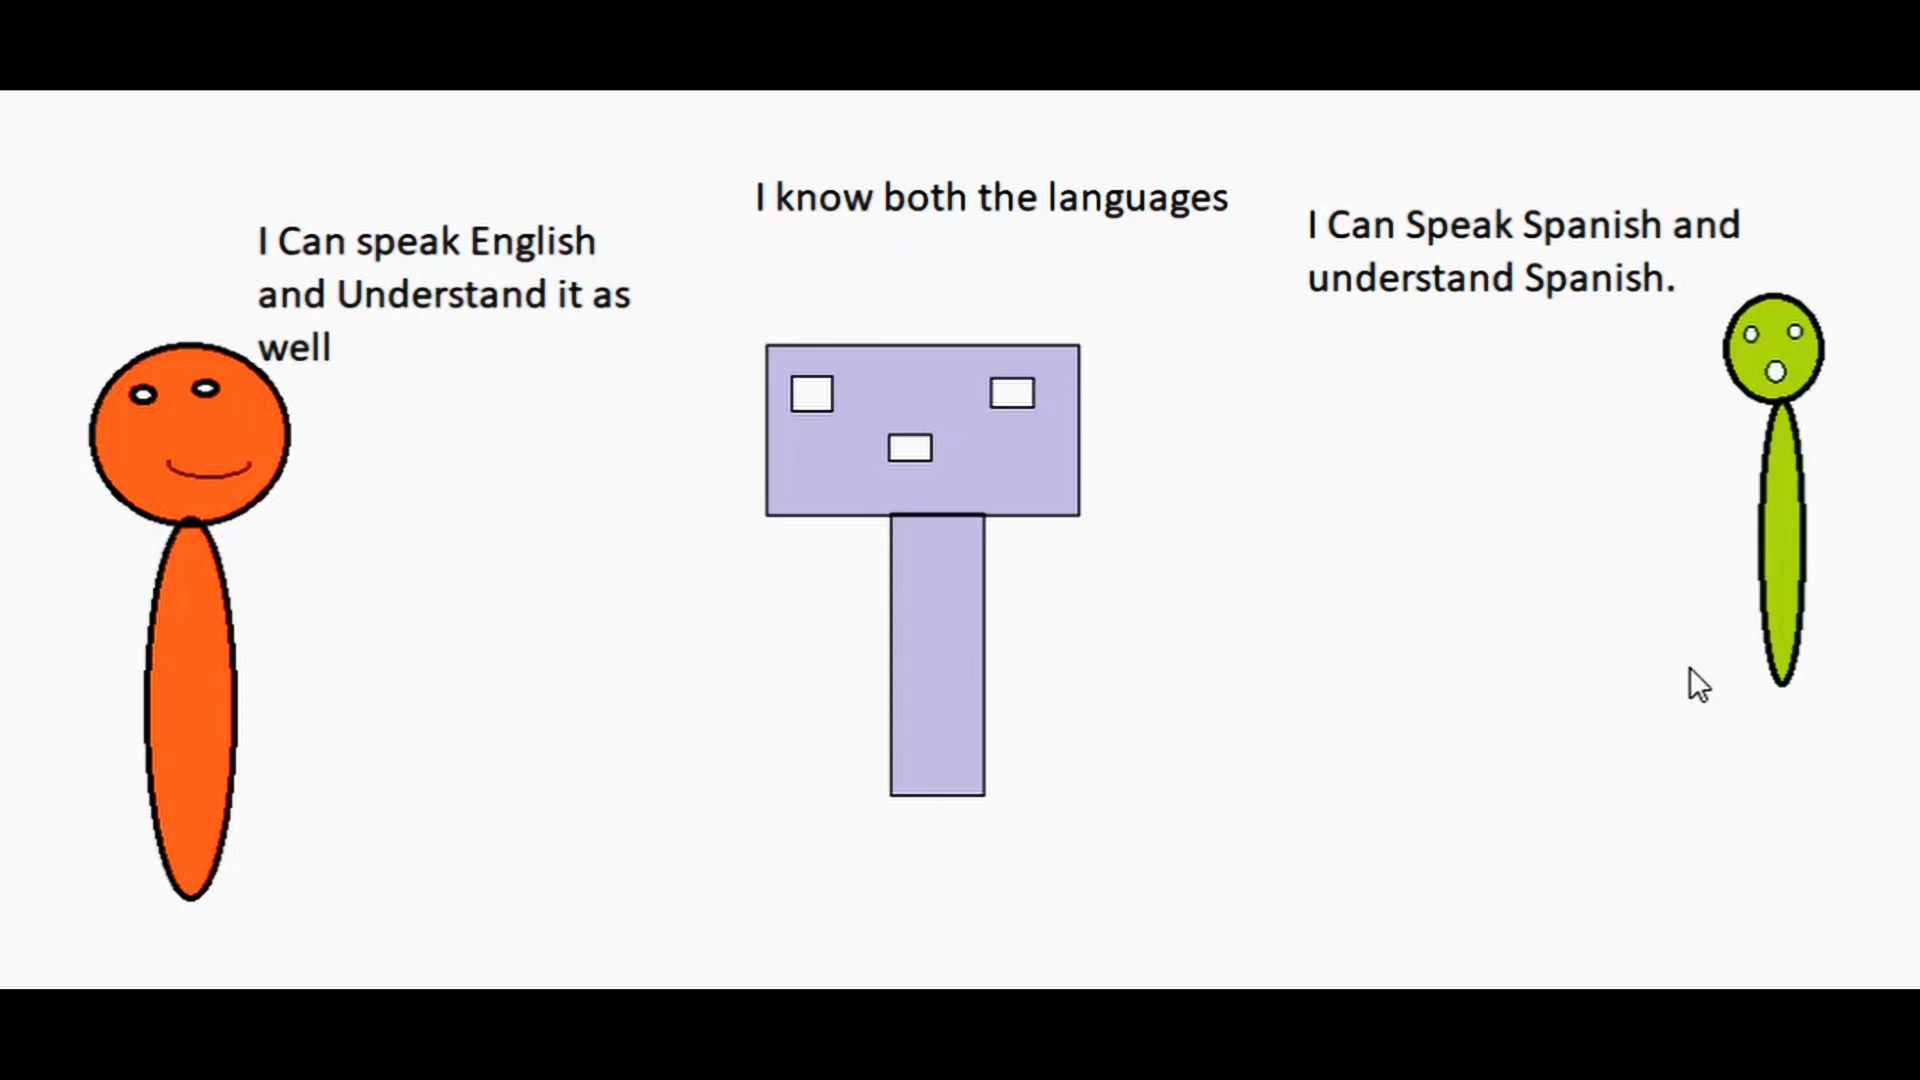 I Can speak English
and Understand it as
well
I know both the languages
I Can Speak Spanish and
understand Spanish.